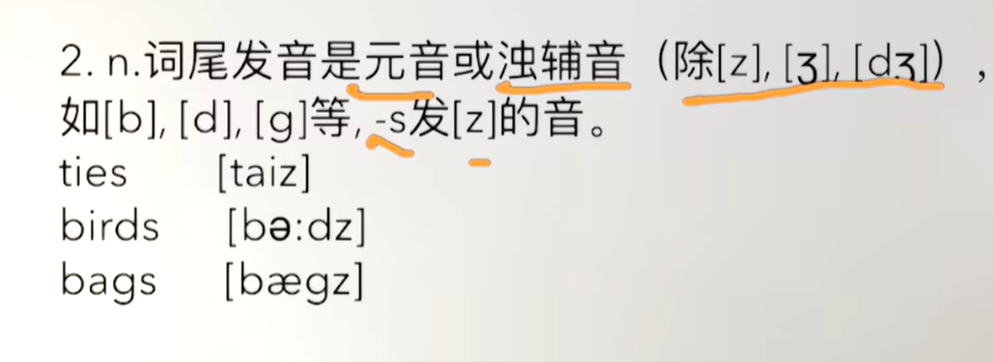 2. n.词尾发音是元音或浊辅音（除[z], [ʒ], [dʒ]），
如[b], [d], [g]等, -s发[z]的音。
ties [taiz]
birds [bə:dz]
bags [bægz]